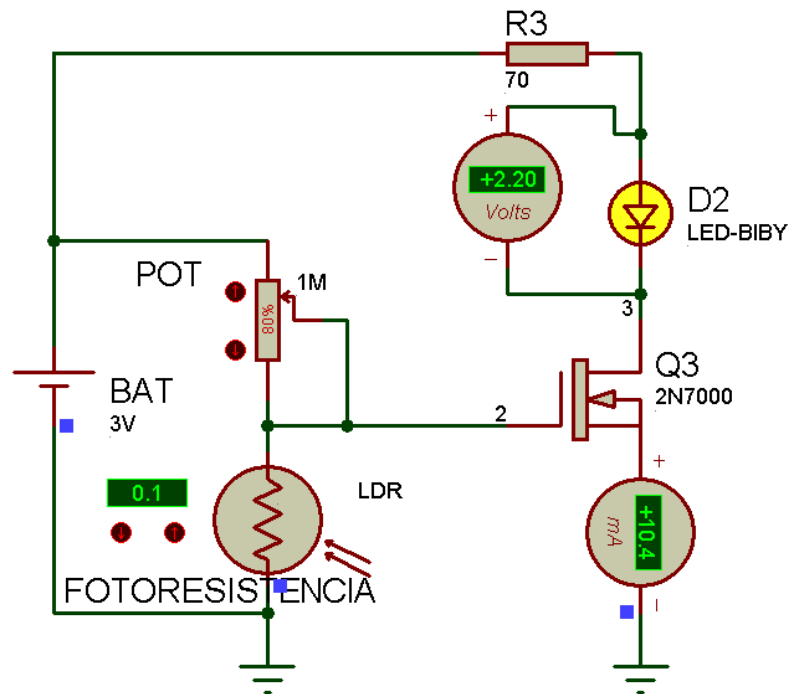 R3
70
+
+2.20
Volts
−
D2
LED-BIBY
3
POT
1M
80%
BAT
3V
2
Q3
2N7000
0.1
LDR
FOTORESISTENCIA
+
+10.4
mA
−